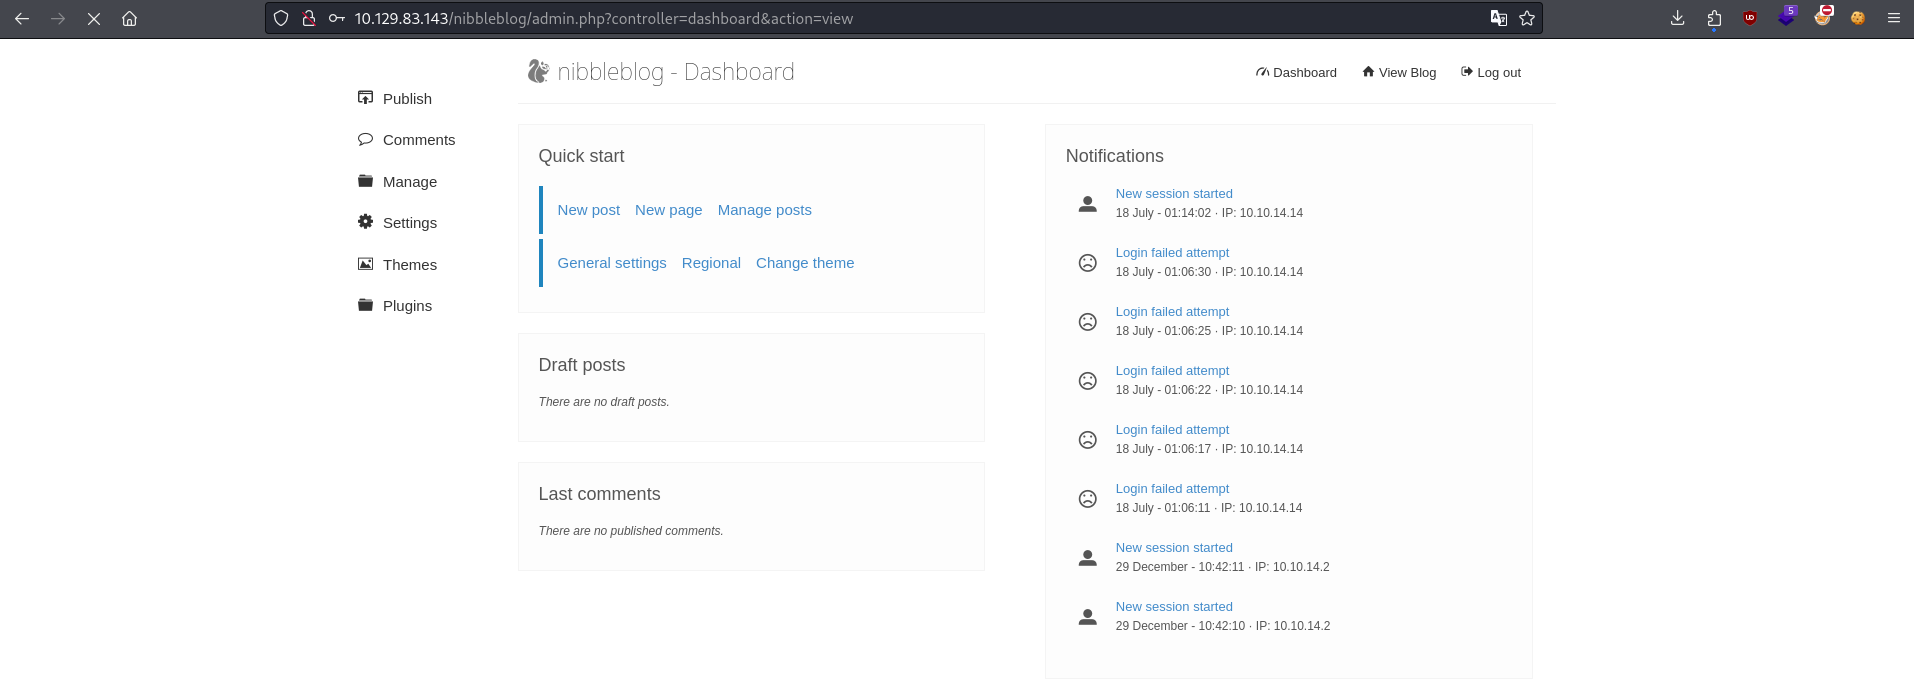 10.129.83.143/nibbleblog/admin.php?controller=dashboard&action=view
5
nibbleblog - Dashboard
Dashboard
View Blog
Log out
Publish
Comments
Manage
Settings
Themes
Plugins
Quick start
New post New page Manage posts
General settings Regional Change theme
Draft posts
There are no draft posts.
Last comments
There are no published comments.
Notifications
New session started
18 July - 01:14:02 · IP: 10.10.14.14
Login failed attempt
18 July - 01:06:30 · IP: 10.10.14.14
Login failed attempt
18 July - 01:06:25 · IP: 10.10.14.14
Login failed attempt
18 July - 01:06:22 · IP: 10.10.14.14
Login failed attempt
18 July - 01:06:17 · IP: 10.10.14.14
Login failed attempt
18 July - 01:06:11 · IP: 10.10.14.14
New session started
29 December - 10:42:11 · IP: 10.10.14.2
New session started
29 December - 10:42:10 · IP: 10.10.14.2